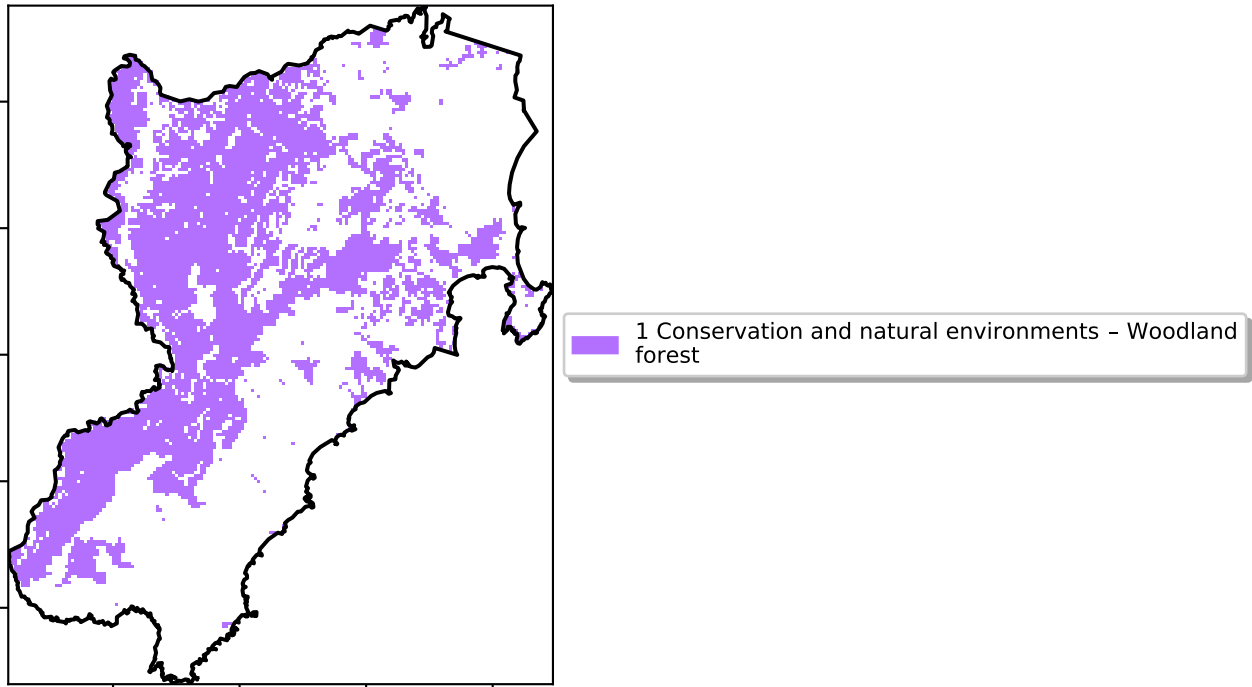 1 Conservation and natural environments – Woodland
forest